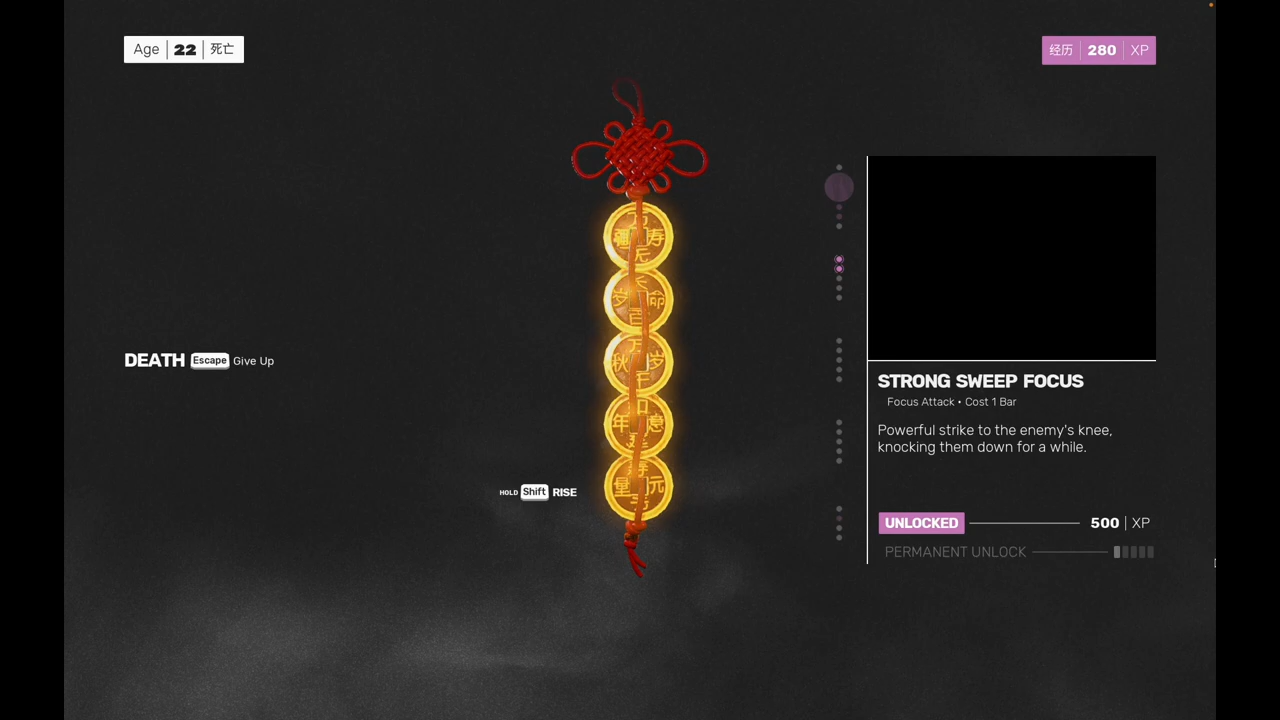 Age 22 死亡
经历 280 XP
DEATH Escape Give Up
HOLD Shift RISE
STRONG SWEEP FOCUS
Focus Attack • Cost 1 Bar
Powerful strike to the enemy's knee,
knocking them down for a while.
UNLOCKED 500 XP
PERMANENT UNLOCK